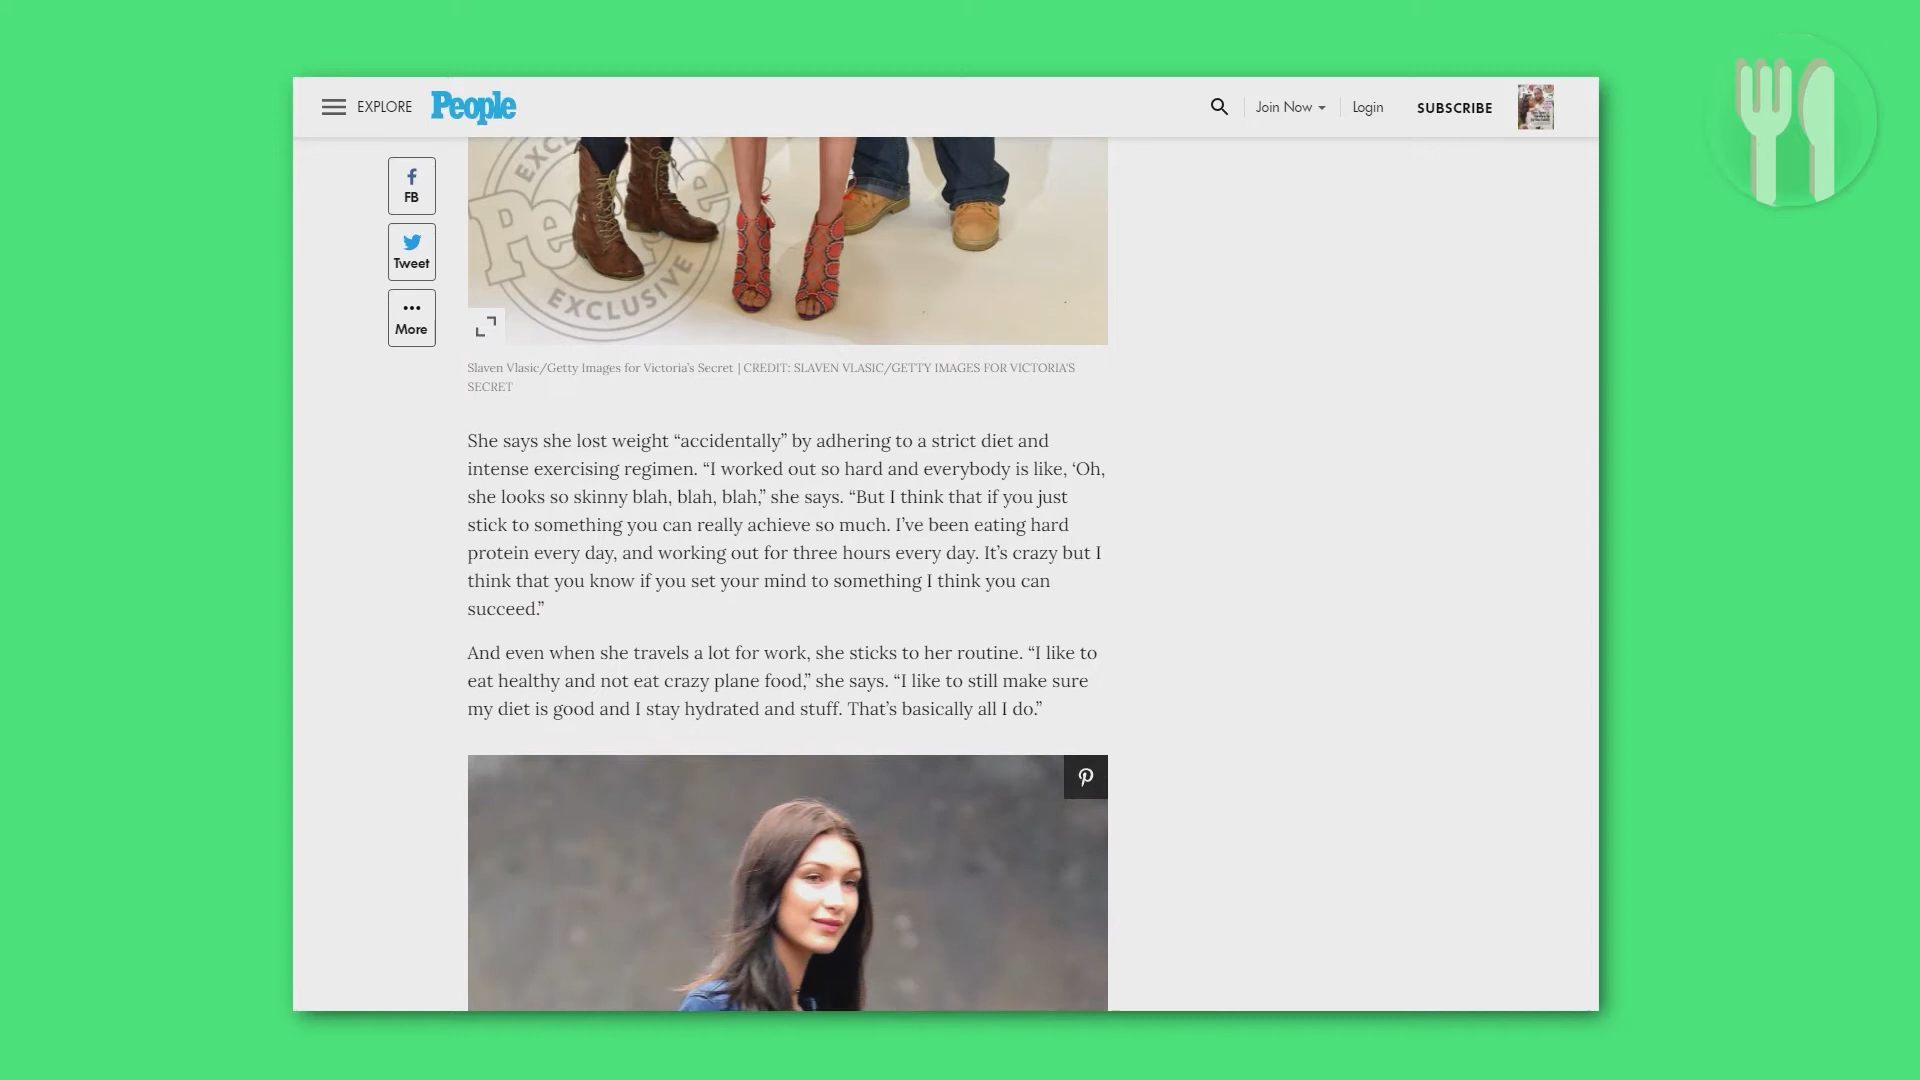 EXPLORE People Join Now Login SUBSCRIBE
FB
Tweet
More
People
EXCLUSIVE
Slaven Vlasic/Getty Images for Victoria’s Secret | CREDIT: SLAVEN VLASIC/GETTY IMAGES FOR VICTORIA'S
SECRET
She says she lost weight “accidentally” by adhering to a strict diet and
intense exercising regimen. “I worked out so hard and everybody is like, ‘Oh,
she looks so skinny blah, blah, blah,” she says. “But I think that if you just
stick to something you can really achieve so much. I’ve been eating hard
protein every day, and working out for three hours every day. It’s crazy but I
think that you know if you set your mind to something I think you can
succeed.”
And even when she travels a lot for work, she sticks to her routine. “I like to
eat healthy and not eat crazy plane food,” she says. “I like to still make sure
my diet is good and I stay hydrated and stuff. That’s basically all I do.”